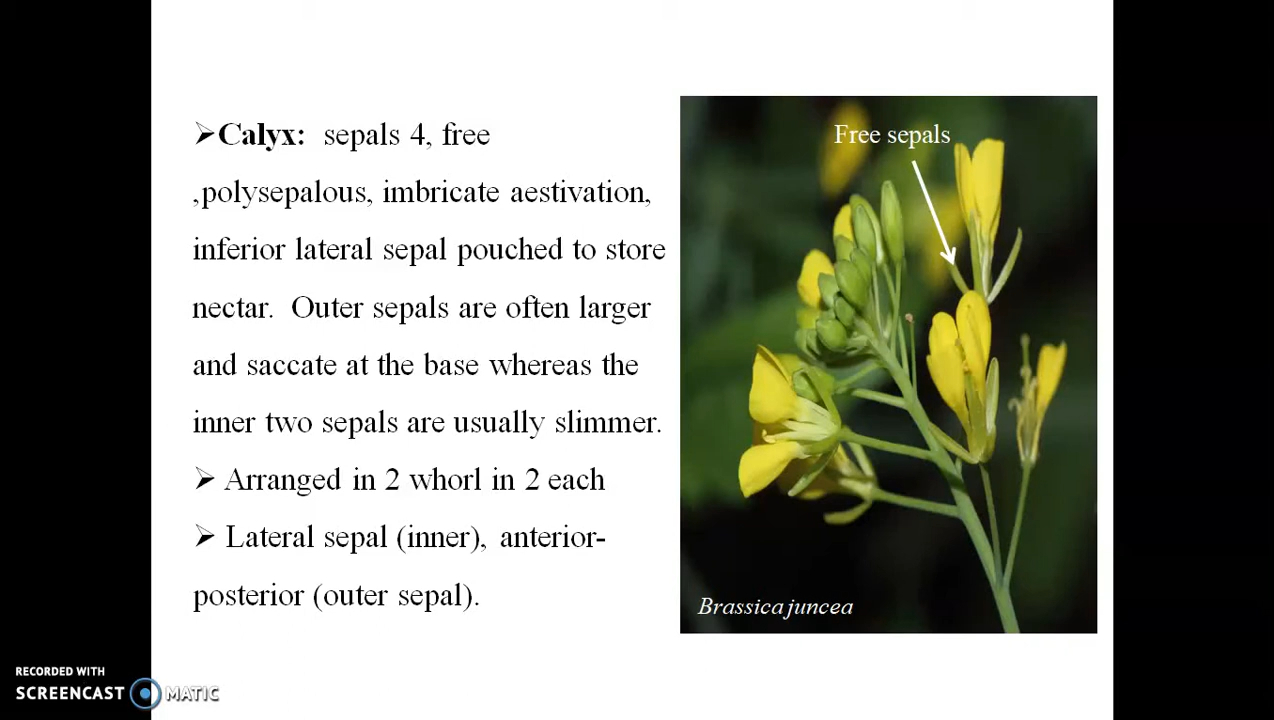 ➢Calyx: sepals 4, free
,polysepalous, imbricate aestivation,
inferior lateral sepal pouched to store
nectar. Outer sepals are often larger
and saccate at the base whereas the
inner two sepals are usually slimmer.
➢ Arranged in 2 whorl in 2 each
➢ Lateral sepal (inner), anterior-
posterior (outer sepal).
Free sepals
Brassica juncea
RECORDED WITH
SCREENCAST MATIC